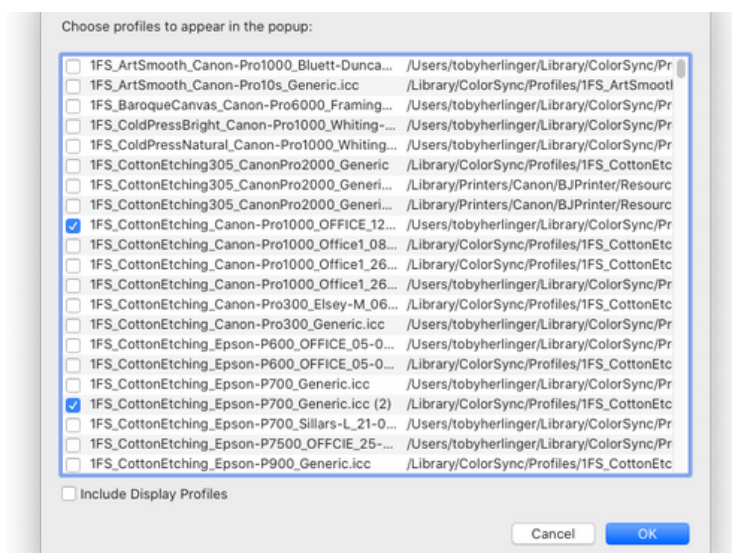 Choose profiles to appear in the popup:
1FS_ArtSmooth_Canon-Pro1000_Bluett-Dunca... /Users/tobyherlinger/Library/ColorSync/Pr
1FS_ArtSmooth_Canon-Pro10s_Generic.icc /Library/ColorSync/Profiles/1FS_ArtSmooth
1FS_BaroqueCanvas_Canon-Pro6000_Framing... /Users/tobyherlinger/Library/ColorSync/Pr
1FS_ColdPressBright_Canon-Pro1000_Whiting-... /Users/tobyherlinger/Library/ColorSync/Pr
1FS_ColdPressNatural_Canon-Pro1000_Whiting... /Users/tobyherlinger/Library/ColorSync/Pr
1FS_CottonEtching305_CanonPro2000_Generic /Library/ColorSync/Profiles/1FS_CottonEtc
1FS_CottonEtching305_CanonPro2000_Generi... /Library/Printers/Canon/BJPrinter/Resourc
1FS_CottonEtching305_CanonPro2000_Generi... /Library/Printers/Canon/BJPrinter/Resourc
1FS_CottonEtching_Canon-Pro1000_OFFICE_12... /Users/tobyherlinger/Library/ColorSync/Pr
1FS_CottonEtching_Canon-Pro1000_Office1_08... /Library/ColorSync/Profiles/1FS_CottonEtc
1FS_CottonEtching_Canon-Pro1000_Office1_26... /Library/ColorSync/Profiles/1FS_CottonEtc
1FS_CottonEtching_Canon-Pro1000_Office1_26... /Library/ColorSync/Profiles/1FS_CottonEtc
1FS_CottonEtching_Canon-Pro300_Elsey-M_06... /Users/tobyherlinger/Library/ColorSync/Pr
1FS_CottonEtching_Canon-Pro300_Generic.icc /Users/tobyherlinger/Library/ColorSync/Pr
1FS_CottonEtching_Epson-P600_OFFICE_05-0... /Users/tobyherlinger/Library/ColorSync/Pr
1FS_CottonEtching_Epson-P600_OFFICE_05-0... /Library/ColorSync/Profiles/1FS_CottonEtc
1FS_CottonEtching_Epson-P700_Generic.icc /Users/tobyherlinger/Library/ColorSync/Pr
1FS_CottonEtching_Epson-P700_Generic.icc (2) /Library/ColorSync/Profiles/1FS_CottonEtc
1FS_CottonEtching_Epson-P700_Sillars-L_21-0... /Users/tobyherlinger/Library/ColorSync/Pr
1FS_CottonEtching_Epson-P7500_OFFCIE_25-... /Users/tobyherlinger/Library/ColorSync/Pr
1FS_CottonEtching_Epson-P900_Generic.icc /Library/ColorSync/Profiles/1FS_CottonEtc
Include Display Profiles
Cancel OK